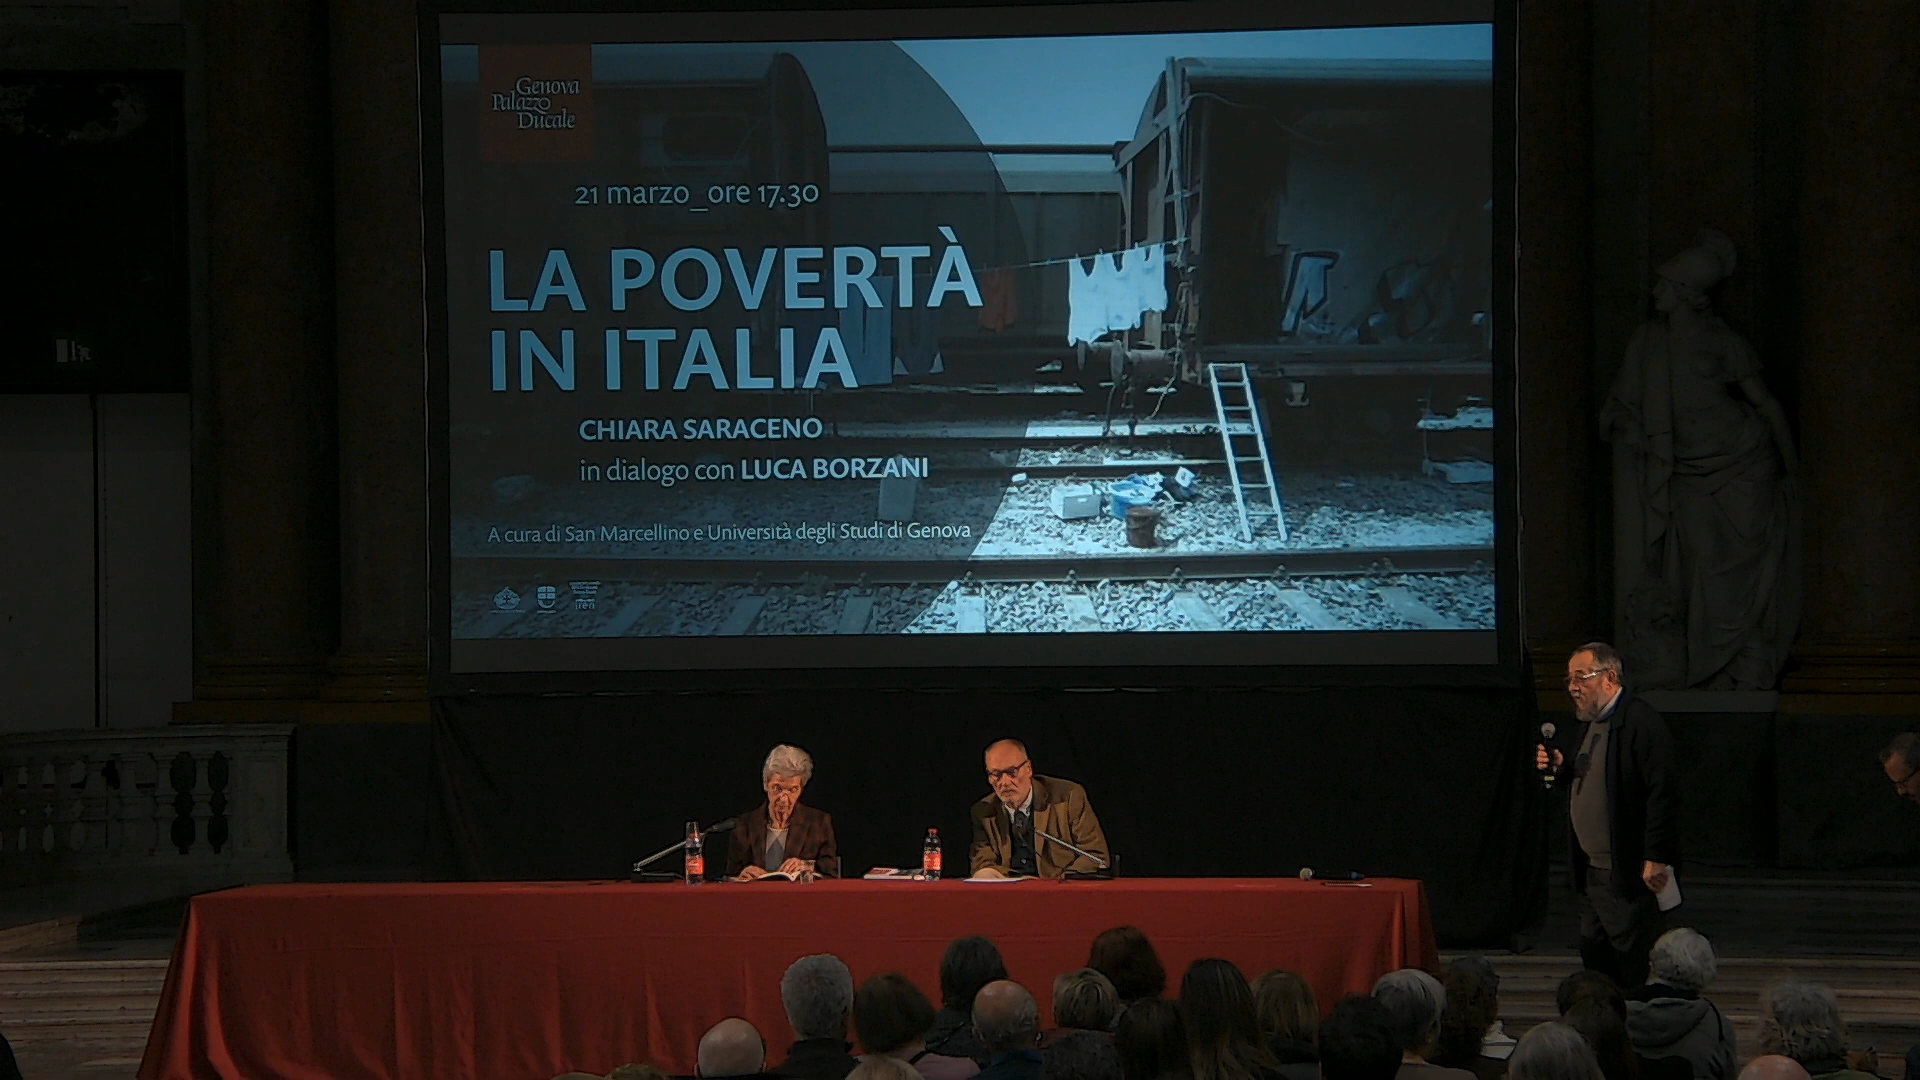 Genova
Palazzo
Ducale
21 marzo_ore 17.30
LA POVERTÀ
IN ITALIA
CHIARA SARACENO
in dialogo con LUCA BORZANI
A cura di San Marcellino e Università degli Studi di Genova
iren